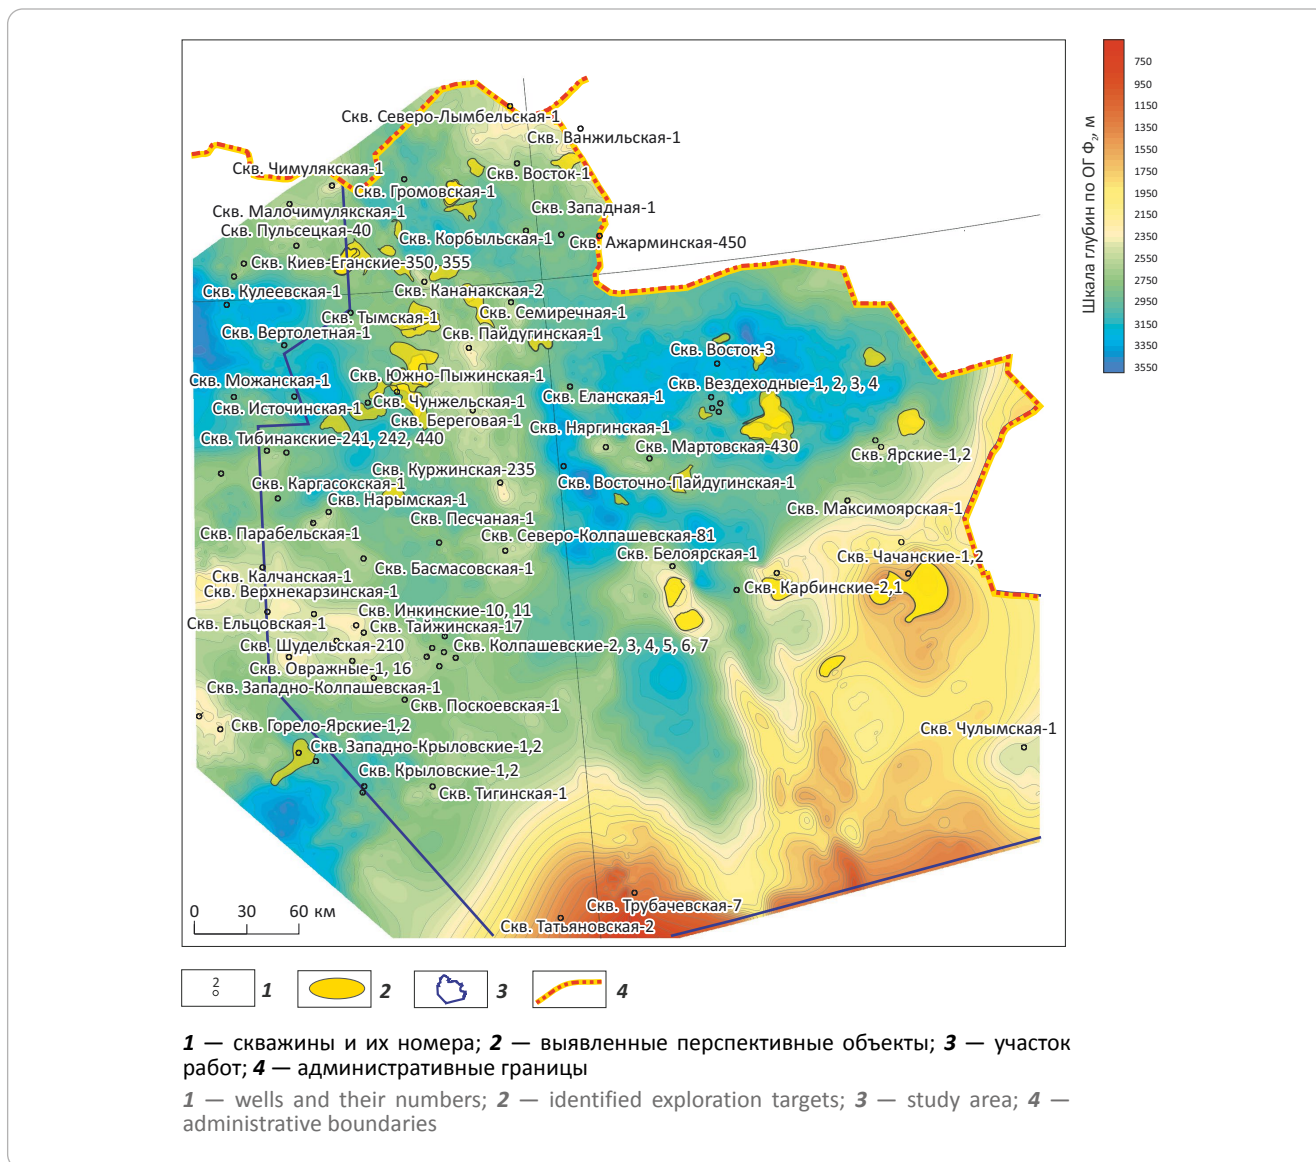 Скв. Северо-Лымбельская-1
Скв. Ванжильская-1
Скв. Чимулякская-1
Скв. Восток-1
Скв. Громовская-1
Скв. Малочимулякская-1
Скв. Западная-1
Скв. Пульсецкая-40
Скв. Корбыльская-1
Скв. Ажарминская-450
Скв. Киев-Еганские-350, 355
Скв. Кулеевская-1
Скв. Кананакская-2
Скв. Тымская-1
Скв. Семиречная-1
Скв. Вертолетная-1
Скв. Пайдугинская-1
Скв. Восток-3
Скв. Можанская-1
Скв. Южно-Пыжинская-1
Скв. Вездеходные-1, 2, 3, 4
Скв. Источинская-1
Скв. Чунжельская-1
Скв. Еланская-1
Скв. Береговая-1
Скв. Няргинская-1
Скв. Тибинакские-241, 242, 440
Скв. Мартовская-430
Скв. Ярские-1,2
Скв. Куржинская-235
Скв. Каргасокская-1
Скв. Восточно-Пайдугинская-1
Скв. Нарымская-1
Скв. Максимоярская-1
Скв. Песчаная-1
Скв. Парабельская-1
Скв. Северо-Колпашевская-81
Скв. Белоярская-1
Скв. Чачанские-1,2
Скв. Калчанская-1
Скв. Басмасовская-1
Скв. Верхнекарзинская-1
Скв. Карбинские-2,1
Скв. Инкинские-10, 11
Скв. Ельцовская-1
Скв. Тайжинская-17
Скв. Шудельская-210
Скв. Колпашевские-2, 3, 4, 5, 6, 7
Скв. Овражные-1, 16
Скв. Западно-Колпашевская-1
Скв. Поскоевская-1
Скв. Горело-Ярские-1,2
Скв. Чулымская-1
Скв. Западно-Крыловские-1,2
Скв. Крыловские-1,2
Скв. Тигинская-1
Скв. Трубачевская-7
Скв. Татьяновская-2
0 30 60 км
Шкала глубин по ОГ Ф2, м
750
950
1150
1350
1550
1750
1950
2150
2350
2550
2750
2950
3150
3350
3550
2
1 2 3 4
1 — скважины и их номера; 2 — выявленные перспективные объекты; 3 — участок
работ; 4 — административные границы
1 — wells and their numbers; 2 — identified exploration targets; 3 — study area; 4 —
administrative boundaries